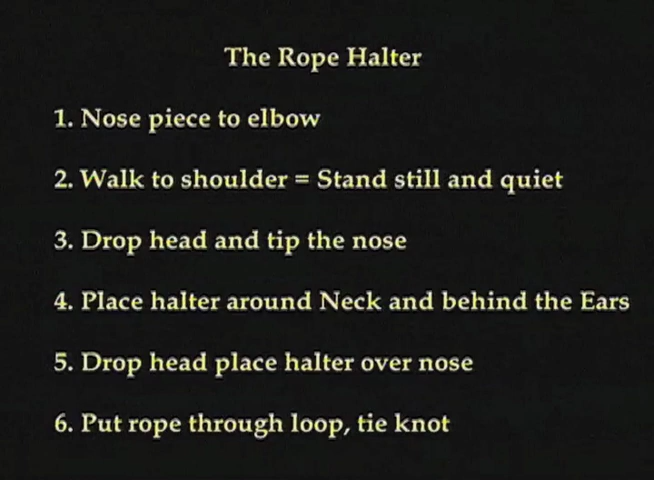 The Rope Halter
1. Nose piece to elbow
2. Walk to shoulder = Stand still and quiet
3. Drop head and tip the nose
4. Place halter around Neck and behind the Ears
5. Drop head place halter over nose
6. Put rope through loop, tie knot